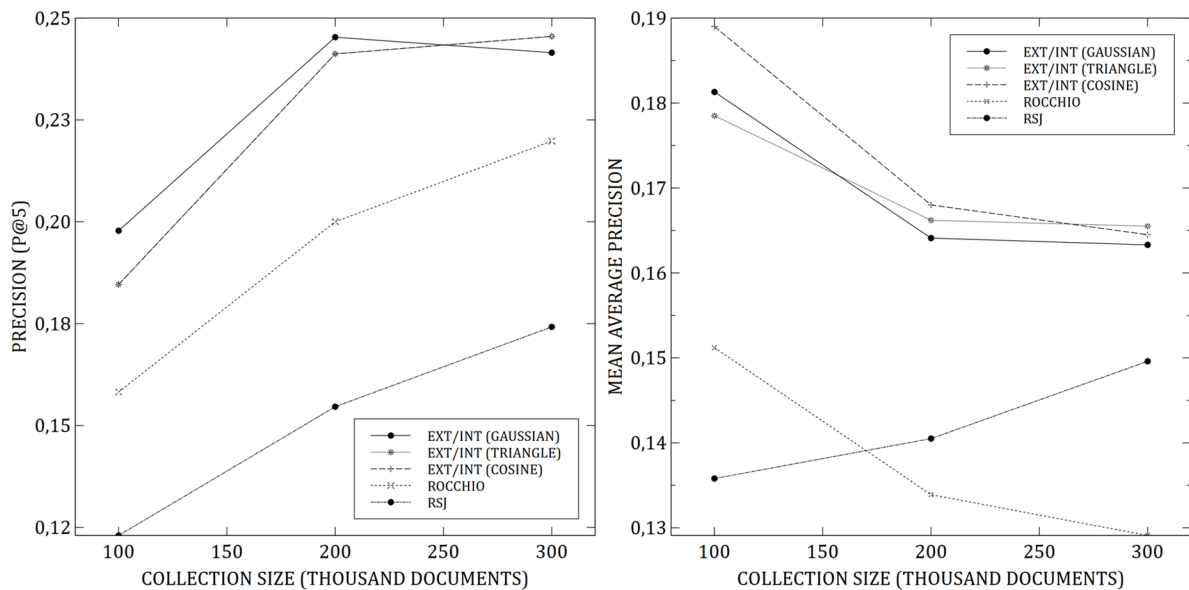 0,25
0,23
0,20
0,18
0,15
0,12
PRECISION (P@5)
EXT/INT (GAUSSIAN)
EXT/INT (TRIANGLE)
EXT/INT (COSINE)
ROCCHIO
RSJ
100 150 200 250 300
COLLECTION SIZE (THOUSAND DOCUMENTS)
0,19
0,18
0,17
0,16
0,15
0,14
0,13
MEAN AVERAGE PRECISION
EXT/INT (GAUSSIAN)
EXT/INT (TRIANGLE)
EXT/INT (COSINE)
ROCCHIO
RSJ
100 150 200 250 300
COLLECTION SIZE (THOUSAND DOCUMENTS)